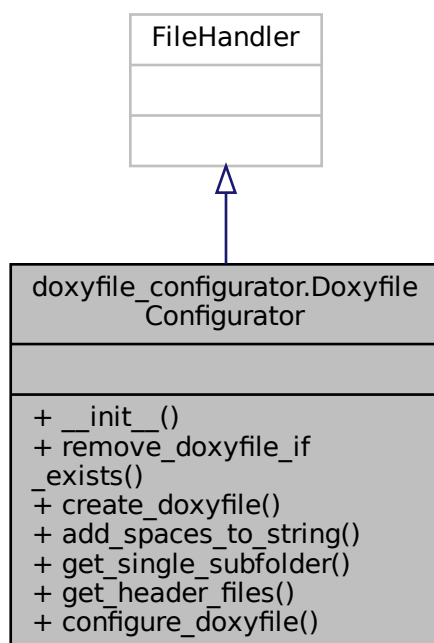 FileHandler
doxyfile_configurator.Doxyfile
Configurator
+ __init__()
+ remove_doxyfile_if
_exists()
+ create_doxyfile()
+ add_spaces_to_string()
+ get_single_subfolder()
+ get_header_files()
+ configure_doxyfile()